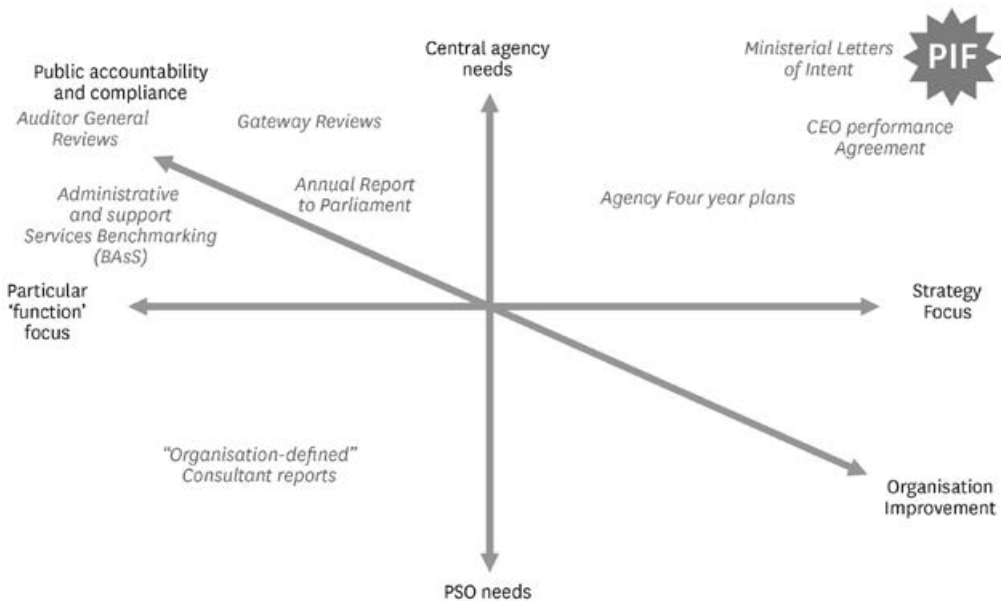 Central agency
needs
Ministerial Letters
of Intent
PIF
Public accountability
and compliance
Auditor General
Reviews
Gateway Reviews
CEO performance
Agreement
Administrative
and support
Services Benchmarking
(BAsS)
Annual Report
to Parliament
Agency Four year plans
Particular
‘function’
focus
Strategy
Focus
“Organisation-defined”
Consultant reports
Organisation
Improvement
PSO needs